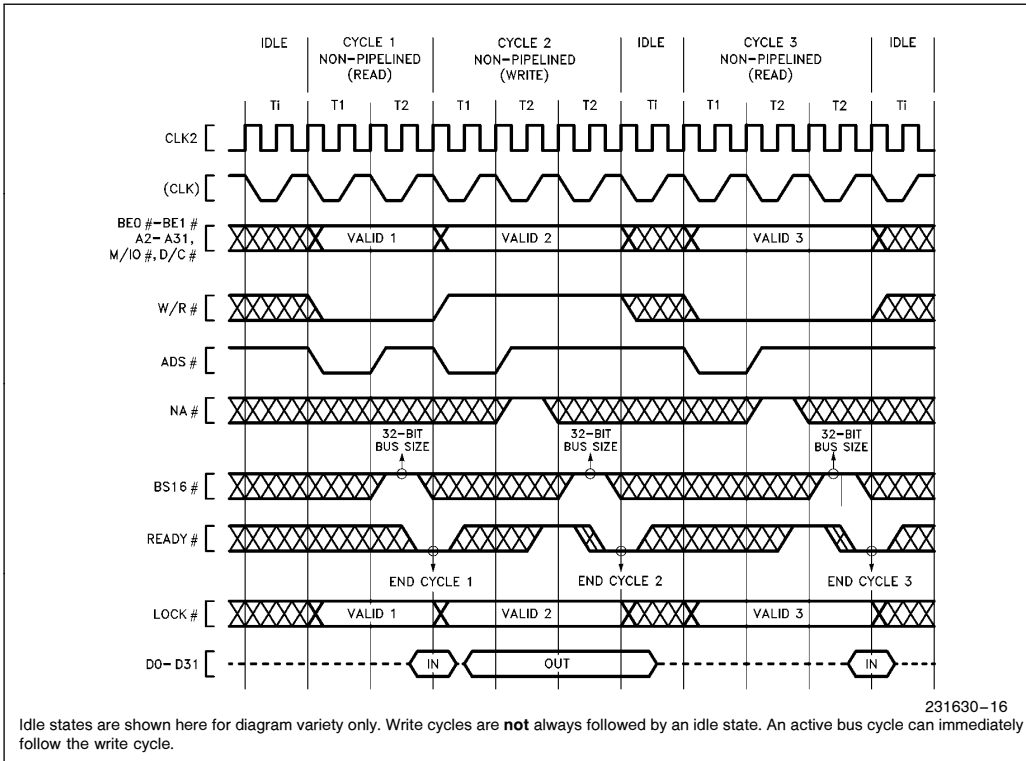 IDLE
CYCLE 1
NON-PIPELINED
(READ)
CYCLE 2
NON-PIPELINED
(WRITE)
IDLE
CYCLE 3
NON-PIPELINED
(READ)
IDLE
Ti T1 T2 T1 T2 T2 Ti T1 T2 T2 Ti
CLK2
(CLK)
BE0 #-BE1 #
A2-A31,
M/IO #, D/C #
VALID 1 VALID 2 VALID 3
W/R #
ADS #
NA #
32-BIT
BUS SIZE
32-BIT
BUS SIZE
32-BIT
BUS SIZE
BS16 #
READY #
END CYCLE 1 END CYCLE 2 END CYCLE 3
LOCK #
VALID 1 VALID 2 VALID 3
D0-D31
IN OUT IN
231630-16
Idle states are shown here for diagram variety only. Write cycles are not always followed by an idle state. An active bus cycle can immediately
follow the write cycle.